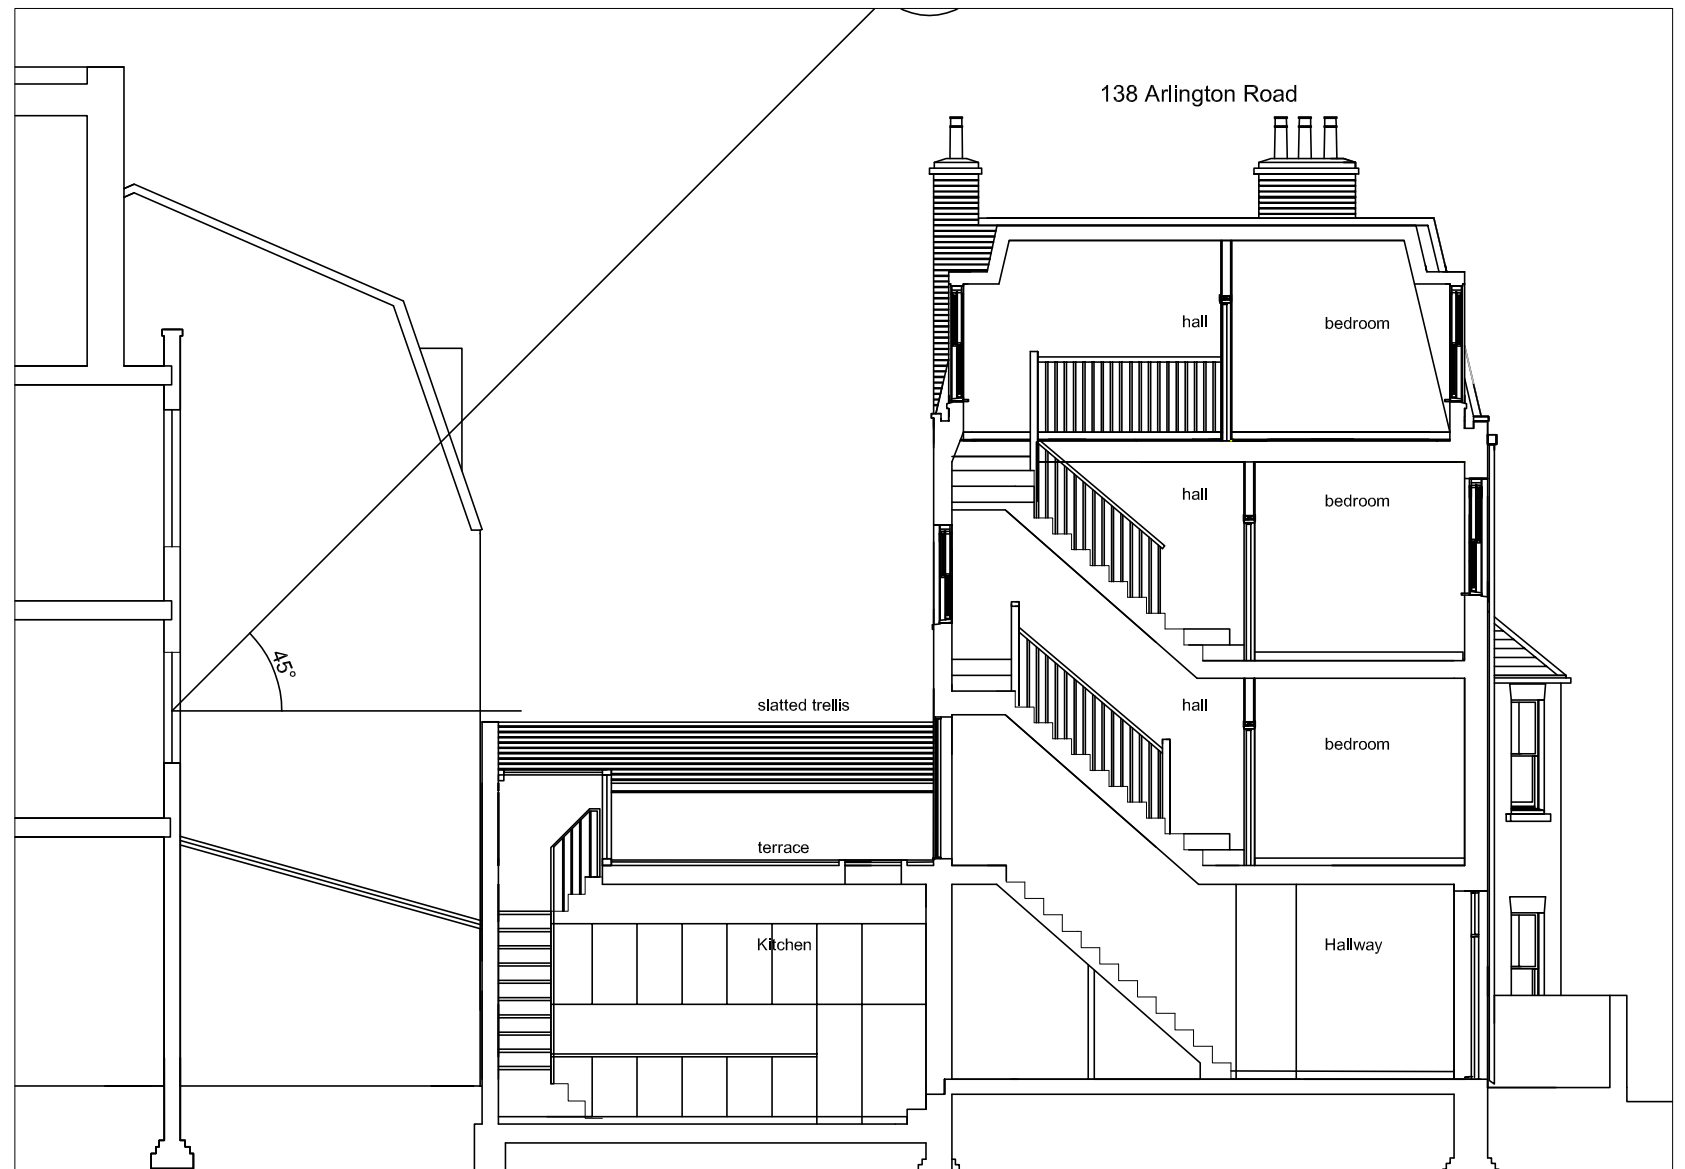 138 Arlington Road
hall
bedroom
hall
bedroom
45°
slatted trellis
hall
bedroom
terrace
Kitchen
Hallway